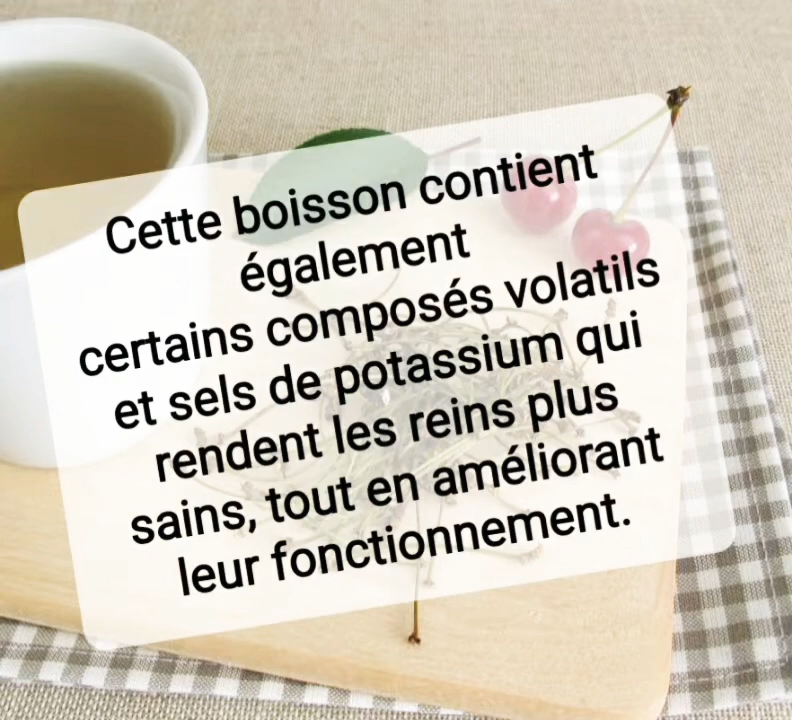 Cette boisson contient
également
certains composés volatils
et sels de potassium qui
rendent les reins plus
sains, tout en améliorant
leur fonctionnement.